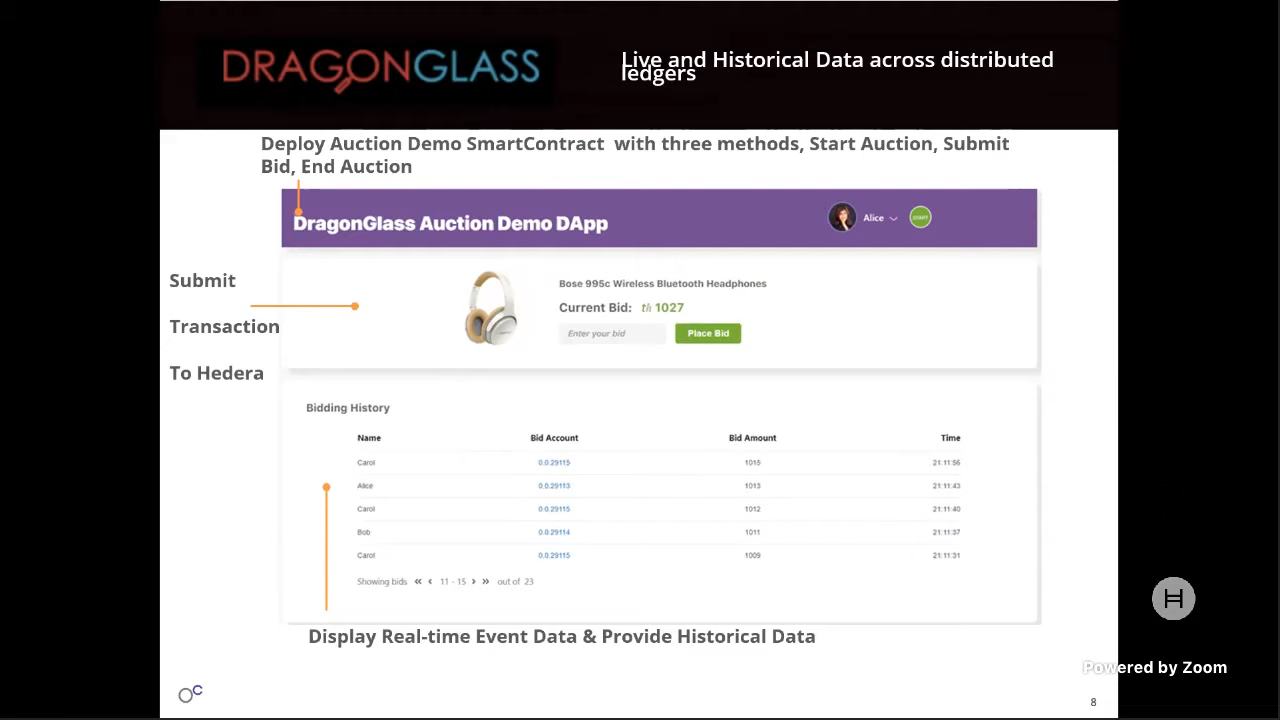 DRAGONGLASS
Live and Historical Data across distributed
ledgers
Deploy Auction Demo SmartContract with three methods, Start Auction, Submit
Bid, End Auction
DragonGlass Auction Demo DApp
Alice
START
Submit
Transaction
To Hedera
Bose 995c Wireless Bluetooth Headphones
Current Bid: tℏ 1027
Enter your bid
Place Bid
Bidding History
Name Bid Account Bid Amount Time
Carol 0.0.29115 1015 21:11:56
Alice 0.0.29113 1013 21:11:43
Carol 0.0.29115 1012 21:11:40
Bob 0.0.29114 1011 21:11:37
Carol 0.0.29115 1009 21:11:31
Showing bids « ‹ 11 - 15 › » out of 23
Display Real-time Event Data & Provide Historical Data
Powered by Zoom
8